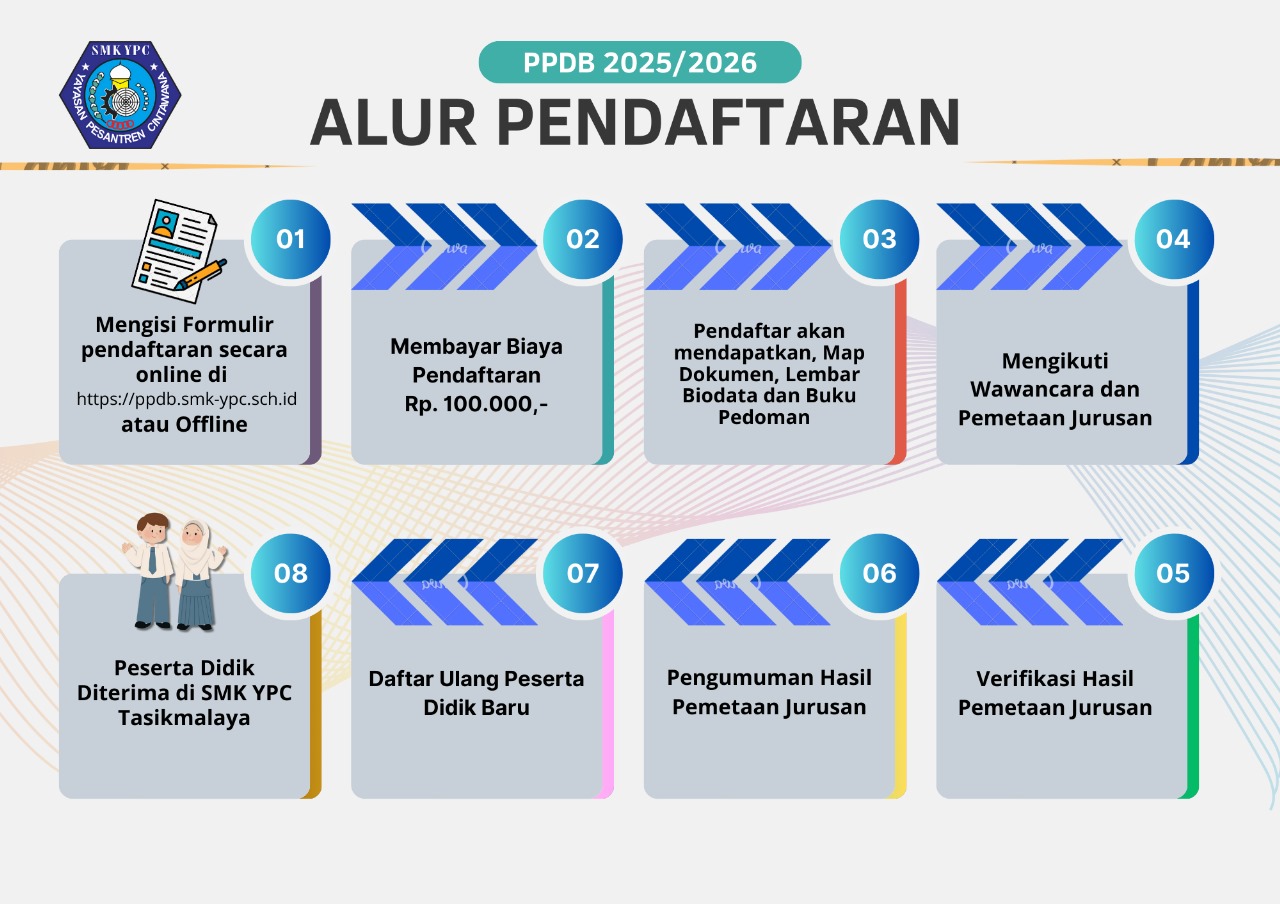 SMK YPC
YAYASAN PESANTREN CINTAWANA
PPDB 2025/2026
ALUR PENDAFTARAN
01
Mengisi Formulir
pendaftaran secara
online di
https://ppdb.smk-ypc.sch.id
atau Offline
02
Membayar Biaya
Pendaftaran
Rp. 100.000,-
03
Pendaftar akan
mendapatkan, Map
Dokumen, Lembar
Biodata dan Buku
Pedoman
04
Mengikuti
Wawancara dan
Pemetaan Jurusan
05
Verifikasi Hasil
Pemetaan Jurusan
06
Pengumuman Hasil
Pemetaan Jurusan
07
Daftar Ulang Peserta
Didik Baru
08
Peserta Didik
Diterima di SMK YPC
Tasikmalaya